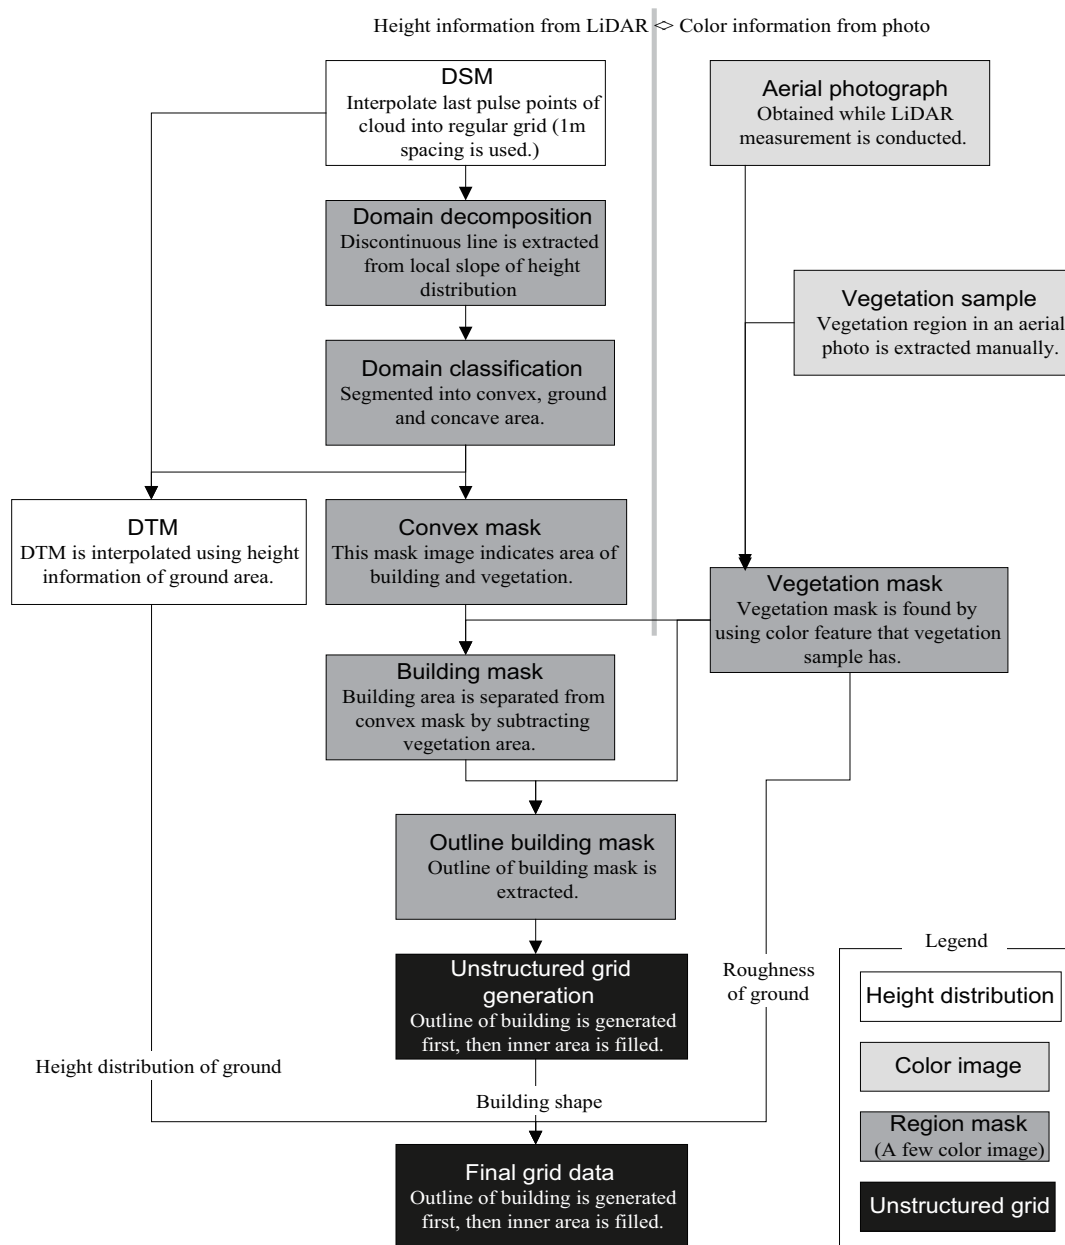 Height information from LiDAR <> Color information from photo
DSM
Interpolate last pulse points of
cloud into regular grid (1m
spacing is used.)
Aerial photograph
Obtained while LiDAR
measurement is conducted.
Domain decomposition
Discontinuous line is extracted
from local slope of height
distribution
Vegetation sample
Vegetation region in an aerial
photo is extracted manually.
Domain classification
Segmented into convex, ground
and concave area.
DTM
DTM is interpolated using height
information of ground area.
Convex mask
This mask image indicates area of
building and vegetation.
Vegetation mask
Vegetation mask is found by
using color feature that vegetation
sample has.
Building mask
Building area is separated from
convex mask by subtracting
vegetation area.
Outline building mask
Outline of building mask is
extracted.
Unstructured grid
generation
Outline of building is generated
first, then inner area is filled.
Roughness
of ground
Height distribution of ground
Building shape
Final grid data
Outline of building is generated
first, then inner area is filled.
Legend
Height distribution
Color image
Region mask
(A few color image)
Unstructured grid